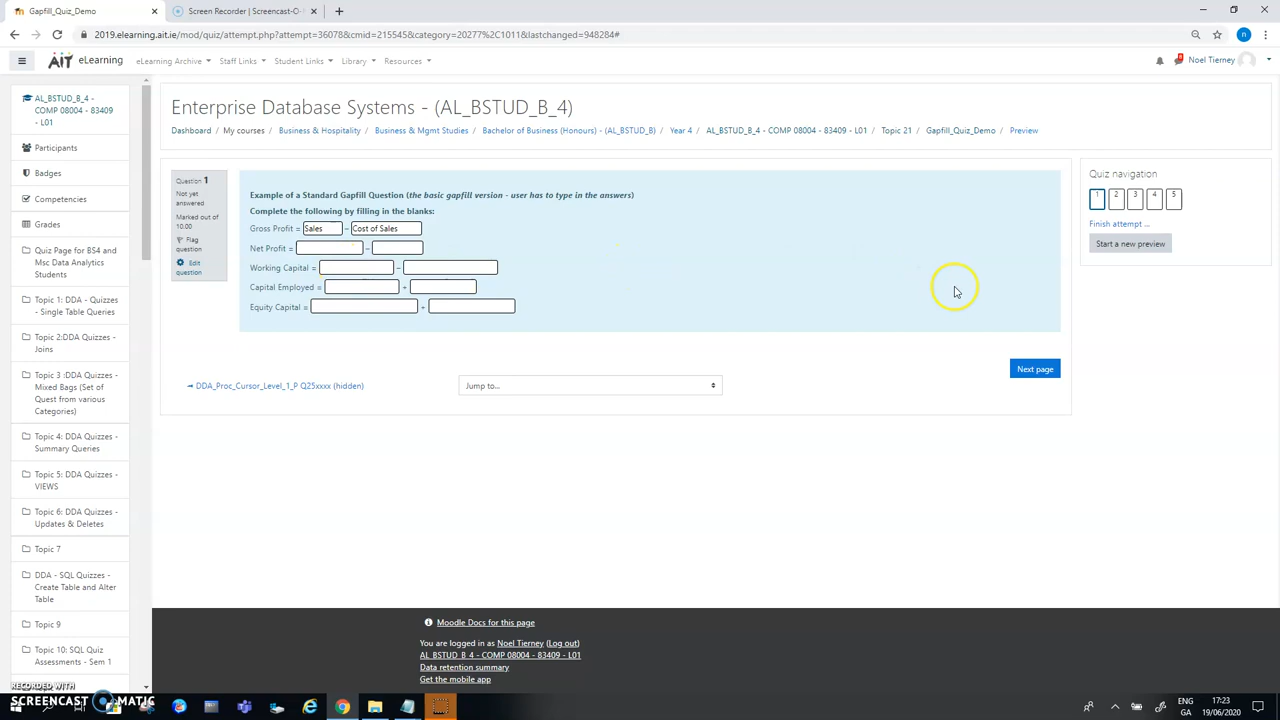 Gapfill_Quiz_Demo
Screen Recorder | Screencast-O-
2019.elearning.ait.ie/mod/quiz/attempt.php?attempt=36078&cmid=215545&category=20277%2C1011&lastchanged=948284#
n
AIT eLearning
eLearning Archive
Staff Links
Student Links
Library
Resources
Noel Tierney
AL_BSTUD_B_4 -
COMP 08004 - 83409
- L01
Participants
Badges
Competencies
Grades
Quiz Page for BS4 and
Msc Data Analytics
Students
Topic 1: DDA - Quizzes
- Single Table Queries
Topic 2:DDA Quizzes -
Joins
Topic 3 :DDA Quizzes -
Mixed Bags (Set of
Quest from various
Categories)
Topic 4: DDA Quizzes -
Summary Queries
Topic 5: DDA Quizzes -
VIEWS
Topic 6: DDA Quizzes -
Updates & Deletes
Topic 7
DDA - SQL Quizzes -
Create Table and Alter
Table
Topic 9
Topic 10: SQL Quiz
Assessments - Sem 1
Enterprise Database Systems - (AL_BSTUD_B_4)
Dashboard / My courses / Business & Hospitality / Business & Mgmt Studies / Bachelor of Business (Honours) - (AL_BSTUD_B) / Year 4 / AL_BSTUD_B_4 - COMP 08004 - 83409 - L01 / Topic 21 / Gapfill_Quiz_Demo / Preview
Question 1
Not yet
answered
Marked out of
10.00
Flag
question
Edit
question
Example of a Standard Gapfill Question (the basic gapfill version - user has to type in the answers)
Complete the following by filling in the blanks:
Gross Profit = Sales - Cost of Sales
Net Profit = -
Working Capital = -
Capital Employed = +
Equity Capital = +
Next page
DDA_Proc_Cursor_Level_1_P Q25xxxx (hidden)
Jump to...
Quiz navigation
1 2 3 4 5
Finish attempt ...
Start a new preview
Moodle Docs for this page
You are logged in as Noel Tierney (Log out)
AL_BSTUD_B_4 - COMP 08004 - 83409 - L01
Data retention summary
Get the mobile app
RECORDED WITH
SCREENCAST MATIC
ENG
GA
17:23
19/06/2020